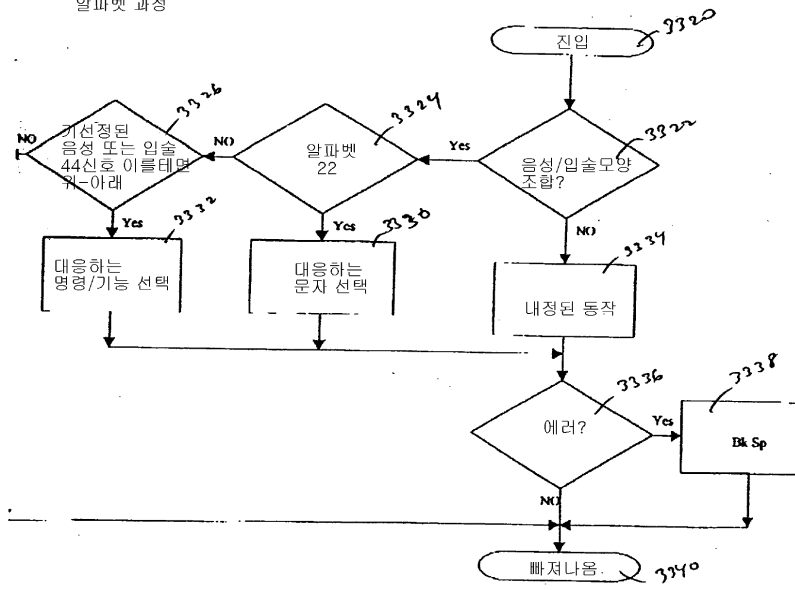 알파벳 과정
진입
3320
3326
3324
3322
NO
기선정된
음성 또는 입술
44신호 이를테면
위-아래
NO
알파벳
22
Yes
음성/입술모양
조합?
Yes
3332
Yes
3330
NO
3334
대응하는
명령/기능 선택
대응하는
문자 선택
내정된 동작
3336
3338
에러?
Yes
Bk Sp
NO
빠져나옴.
3340